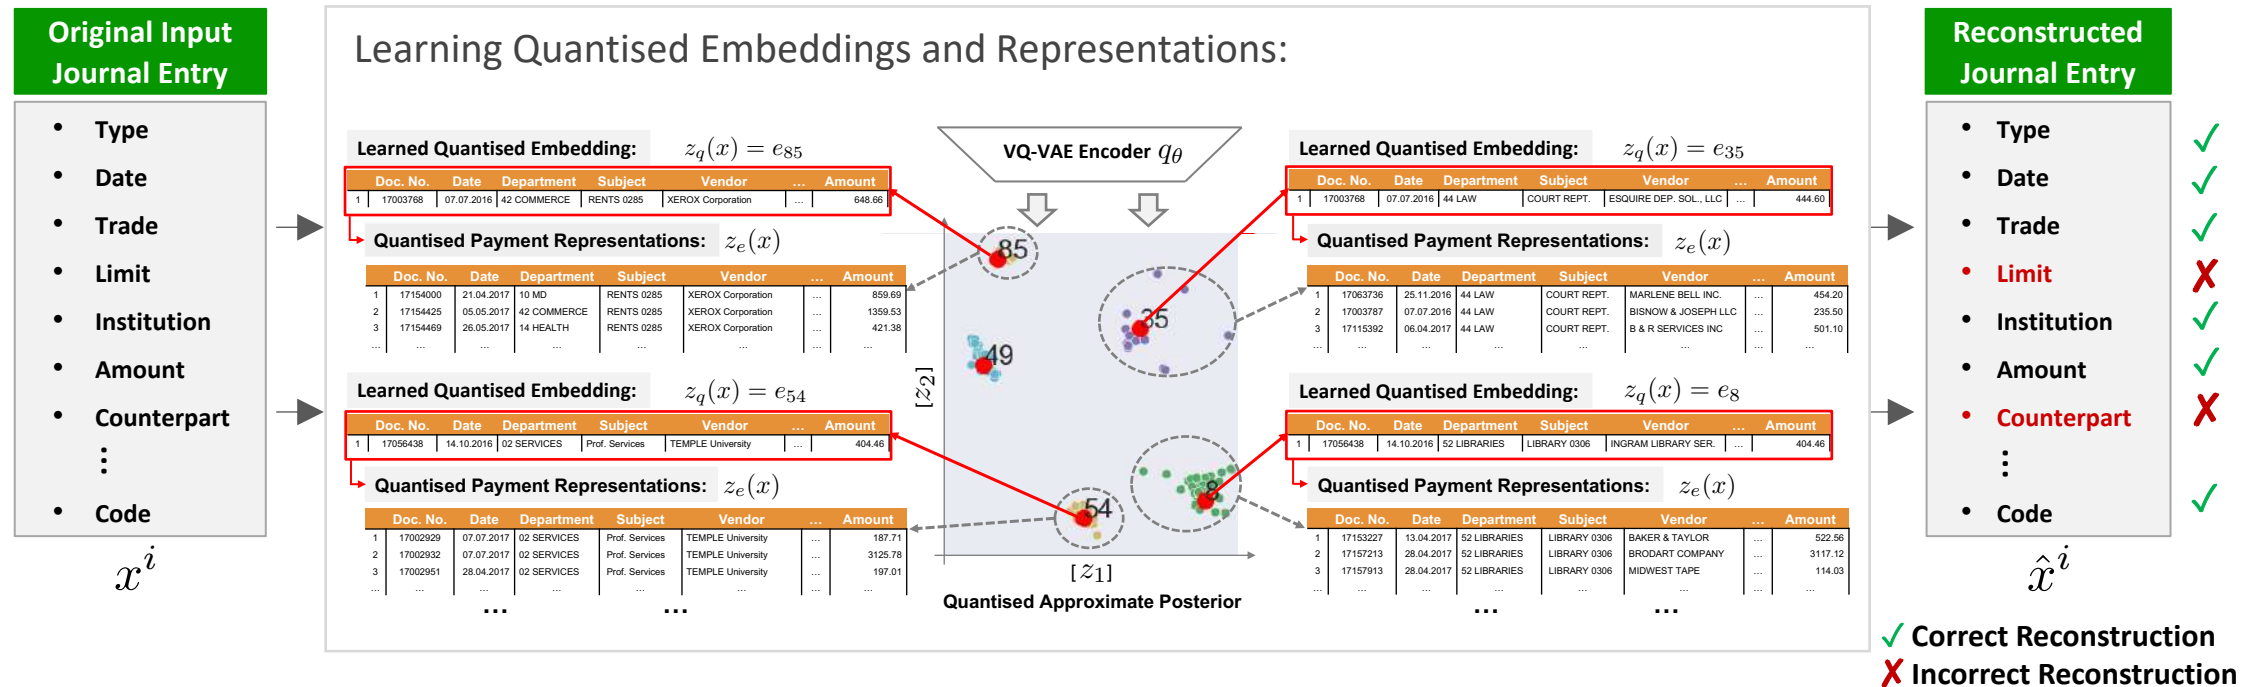 Original Input
Journal Entry
• Type
• Date
• Trade
• Limit
• Institution
• Amount
• Counterpart
⋮
• Code
x^i
Learning Quantised Embeddings and Representations:
Learned Quantised Embedding: z_q(x) = e_85
Doc. No. Date Department Subject Vendor … Amount
1 17003768 07.07.2016 42 COMMERCE RENTS 0285 XEROX Corporation … 648.66
Quantised Payment Representations: z_e(x)
Doc. No. Date Department Subject Vendor … Amount
1 17154000 21.04.2017 10 MD RENTS 0285 XEROX Corporation … 859.69
2 17154425 05.05.2017 42 COMMERCE RENTS 0285 XEROX Corporation … 1359.53
3 17154469 26.05.2017 14 HEALTH RENTS 0285 XEROX Corporation … 421.38
… … … … … … … …
Learned Quantised Embedding: z_q(x) = e_54
Doc. No. Date Department Subject Vendor … Amount
1 17056438 14.10.2016 02 SERVICES Prof. Services TEMPLE University … 404.46
Quantised Payment Representations: z_e(x)
Doc. No. Date Department Subject Vendor … Amount
1 17002929 07.07.2017 02 SERVICES Prof. Services TEMPLE University … 187.71
2 17002932 07.07.2017 02 SERVICES Prof. Services TEMPLE University … 3125.78
3 17002951 28.04.2017 02 SERVICES Prof. Services TEMPLE University … 197.01
… … … … … … … …
… …
VQ-VAE Encoder q_θ
85
35
49
54
8
[z_2]
[z_1]
Quantised Approximate Posterior
Learned Quantised Embedding: z_q(x) = e_35
Doc. No. Date Department Subject Vendor … Amount
1 17003768 07.07.2016 44 LAW COURT REPT. ESQUIRE DEP. SOL., LLC … 444.60
Quantised Payment Representations: z_e(x)
Doc. No. Date Department Subject Vendor … Amount
1 17063736 25.11.2016 44 LAW COURT REPT. MARLENE BELL INC. … 454.20
2 17003787 07.07.2016 44 LAW COURT REPT. BISNOW & JOSEPH LLC … 235.50
3 17115392 06.04.2017 44 LAW COURT REPT. B & R SERVICES INC … 501.10
… … … … … … … …
Learned Quantised Embedding: z_q(x) = e_8
Doc. No. Date Department Subject Vendor … Amount
1 17056438 14.10.2016 52 LIBRARIES LIBRARY 0306 INGRAM LIBRARY SER. … 404.46
Quantised Payment Representations: z_e(x)
Doc. No. Date Department Subject Vendor … Amount
1 17153227 13.04.2017 52 LIBRARIES LIBRARY 0306 BAKER & TAYLOR … 522.56
2 17157213 28.04.2017 52 LIBRARIES LIBRARY 0306 BRODART COMPANY … 3117.12
3 17157913 28.04.2017 52 LIBRARIES LIBRARY 0306 MIDWEST TAPE … 114.03
… … … … … … … …
… …
Reconstructed
Journal Entry
• Type ✓
• Date ✓
• Trade ✓
• Limit ✗
• Institution ✓
• Amount ✓
• Counterpart ✗
⋮
• Code ✓
x̂^i
✓ Correct Reconstruction
✗ Incorrect Reconstruction